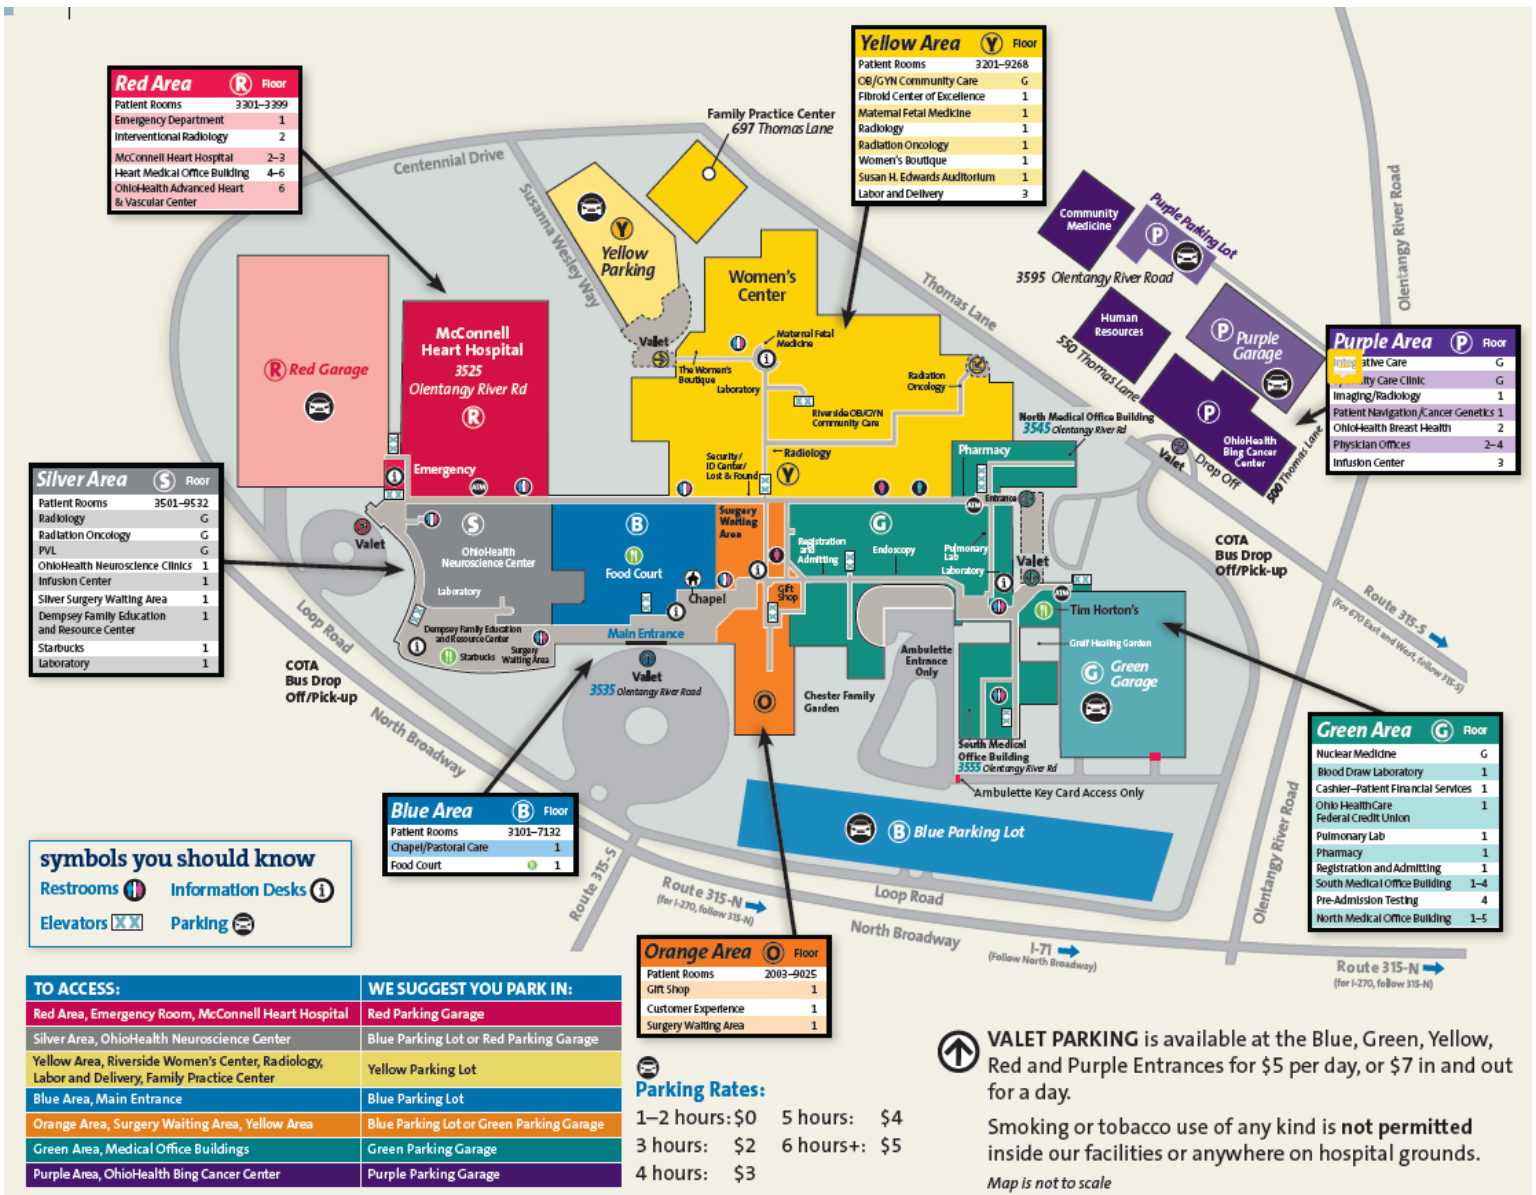 Red Area R Floor
Patient Rooms 3301–3399
Emergency Department 1
Interventional Radiology 2
McConnell Heart Hospital 2–3
Heart Medical Office Building 4–6
OhioHealth Advanced Heart 6
& Vascular Center
Yellow Area Y Floor
Patient Rooms 3201–9268
OB/GYN Community Care G
Fibroid Center of Excellence 1
Maternal Fetal Medicine 1
Radiology 1
Radiation Oncology 1
Women's Boutique 1
Susan H. Edwards Auditorium 1
Labor and Delivery 3
Silver Area S Floor
Patient Rooms 3501–9532
Radiology G
Radiation Oncology G
PVL G
OhioHealth Neuroscience Clinics 1
Infusion Center 1
Silver Surgery Waiting Area 1
Dempsey Family Education 1
and Resource Center
Starbucks 1
Laboratory 1
Purple Area P Floor
Care G
Care Clinic G
Imaging/Radiology 1
Patient Navigation/Cancer Genetics 1
OhioHealth Breast Health 2
Physician Offices 2–4
Infusion Center 3
Green Area G Floor
Nuclear Medicine G
Blood Draw Laboratory 1
Cashier–Patient Financial Services 1
Ohio HealthCare 1
Federal Credit Union
Pulmonary Lab 1
Pharmacy 1
Registration and Admitting 1
South Medical Office Building 1–4
Pre-Admission Testing 4
North Medical Office Building 1–5
Blue Area B Floor
Patient Rooms 3101–7132
Chapel/Pastoral Care 1
Food Court 1
Orange Area O Floor
Patient Rooms 2003–9025
Gift Shop 1
Customer Experience 1
Surgery Waiting Area 1
Centennial Drive
Susanna Wesley Way
Family Practice Center
697 Thomas Lane
Y
Yellow
Parking
Valet
Women's
Center
Maternal Fetal
Medicine
i
The Women's
Boutique
Laboratory
Radiation
Oncology
Riverside OB/GYN
Community Care
Radiology
Y
Security/
ID Center/
Lost & Found
Thomas Lane
R Red Garage
McConnell
Heart Hospital
3525
Olentangy River Rd
R
Emergency
i
ATM
Valet
S
OhioHealth
Neuroscience Center
Laboratory
Dempsey Family Education
and Resource Center
i
Starbucks
Surgery
Waiting Area
B
Food Court
Chapel
i
Main Entrance
Valet
3535 Olentangy River Road
Surgery
Waiting
Area
i
Gift
Shop
O
G
Registration
and
Admitting
Endoscopy
Pulmonary
Lab
Laboratory
i
Pharmacy
North Medical Office Building
3545 Olentangy River Rd
Entrance
ATM
Valet
ATM
Tim Horton's
Greif Healing Garden
G Green
Garage
Ambulette
Entrance
Only
Chester Family
Garden
South Medical
Office Building
3555 Olentangy River Rd
Ambulette Key Card Access Only
B Blue Parking Lot
Community
Medicine
Purple Parking Lot
P
3595 Olentangy River Road
Human
Resources
550 Thomas Lane
P Purple
Garage
P
OhioHealth
Bing Cancer
Center
500 Thomas Lane
Valet
Drop Off
Olentangy River Road
COTA
Bus Drop
Off/Pick-up
Route 315-S
(For 670 East and West, follow 315-S)
Loop Road
COTA
Bus Drop
Off/Pick-up
North Broadway
Route 315-S
Route 315-N
(for I-270, follow 315-N)
Loop Road
North Broadway
I-71
(Follow North Broadway)
Olentangy River Road
Route 315-N
(for I-270, follow 315-N)
symbols you should know
Restrooms Information Desks i
Elevators Parking
TO ACCESS: WE SUGGEST YOU PARK IN:
Red Area, Emergency Room, McConnell Heart Hospital Red Parking Garage
Silver Area, OhioHealth Neuroscience Center Blue Parking Lot or Red Parking Garage
Yellow Area, Riverside Women's Center, Radiology,
Labor and Delivery, Family Practice Center Yellow Parking Lot
Blue Area, Main Entrance Blue Parking Lot
Orange Area, Surgery Waiting Area, Yellow Area Blue Parking Lot or Green Parking Garage
Green Area, Medical Office Buildings Green Parking Garage
Purple Area, OhioHealth Bing Cancer Center Purple Parking Garage
Parking Rates:
1–2 hours: $0 5 hours: $4
3 hours: $2 6 hours+: $5
4 hours: $3
VALET PARKING is available at the Blue, Green, Yellow,
Red and Purple Entrances for $5 per day, or $7 in and out
for a day.
Smoking or tobacco use of any kind is not permitted
inside our facilities or anywhere on hospital grounds.
Map is not to scale